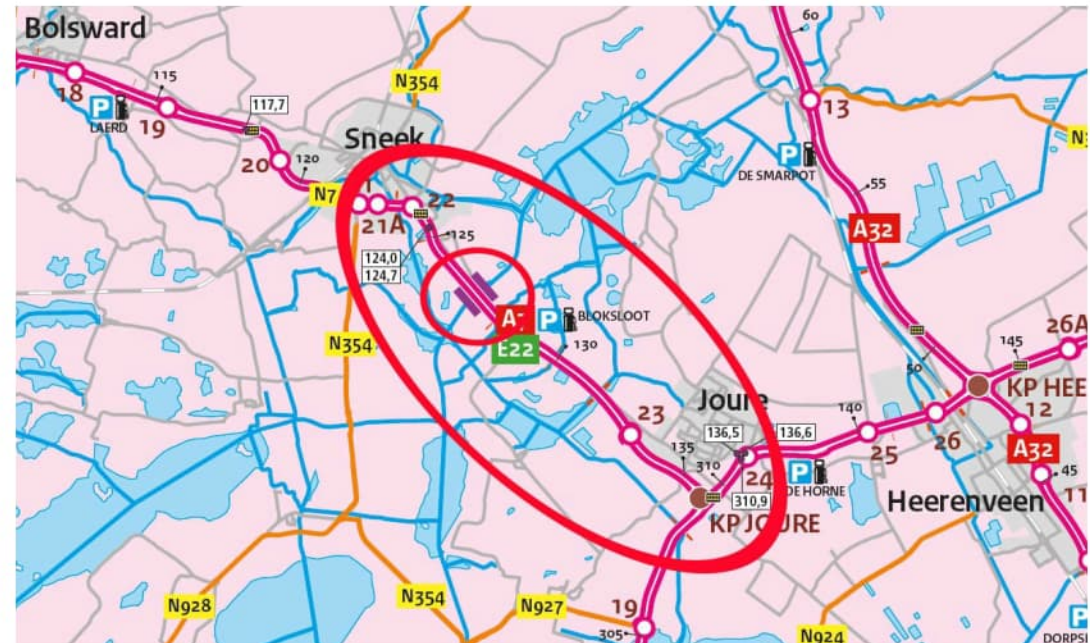 Bolsward
18
115
P
LAERD
19
117,7
N354
Sneek
20
120
N7
21A
22
125
124,0
124,7
N354
A7
E22
P
BLOKSLOOT
130
23
Joure
136,5
136,6
135
310
24
310,9
KP JOURE
P
DE HORNE
140
25
26
60
13
P
DE SMARPOT
55
A32
50
145
26A
KP HEE
12
A32
45
11
Heerenveen
N928
N354
N927
19
305
N924
P